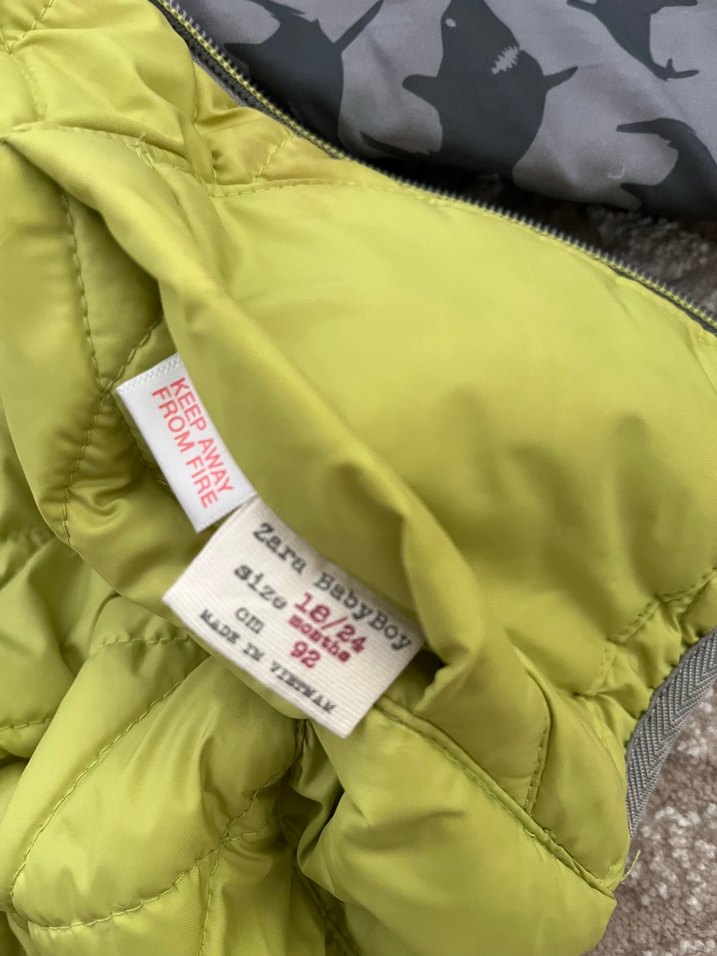 KEEP AWAY
FROM FIRE
Zara BabyBoy
size 18/24
months
cm 92
MADE IN VIETNAM